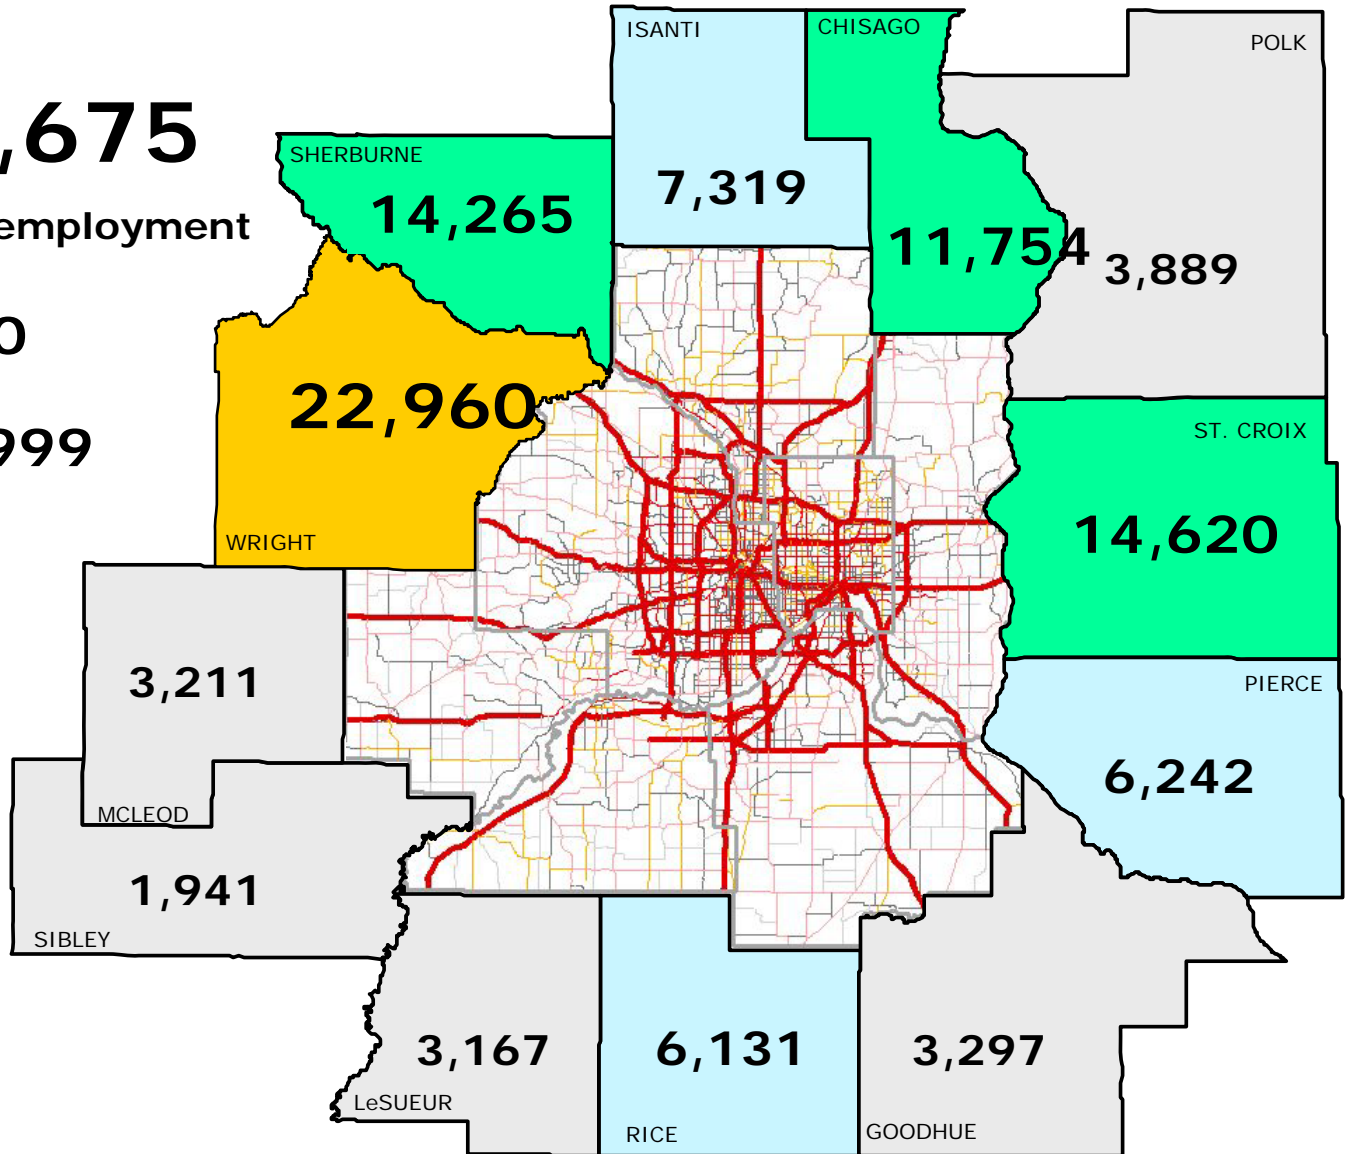 ISANTI
CHISAGO
POLK
,675
SHERBURNE
14,265
7,319
employment
11,754
3,889
0
22,960
999
ST. CROIX
WRIGHT
14,620
3,211
PIERCE
6,242
MCLEOD
1,941
SIBLEY
3,167
6,131
3,297
LeSUEUR
RICE
GOODHUE